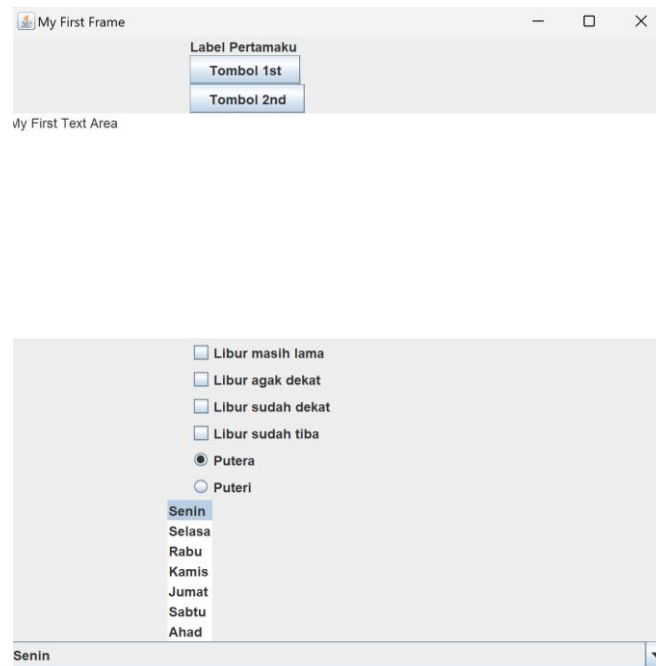 My First Frame
Label Pertamaku
Tombol 1st
Tombol 2nd
My First Text Area
Libur masih lama
Libur agak dekat
Libur sudah dekat
Libur sudah tiba
Putera
Puteri
Senin
Selasa
Rabu
Kamis
Jumat
Sabtu
Ahad
Senin